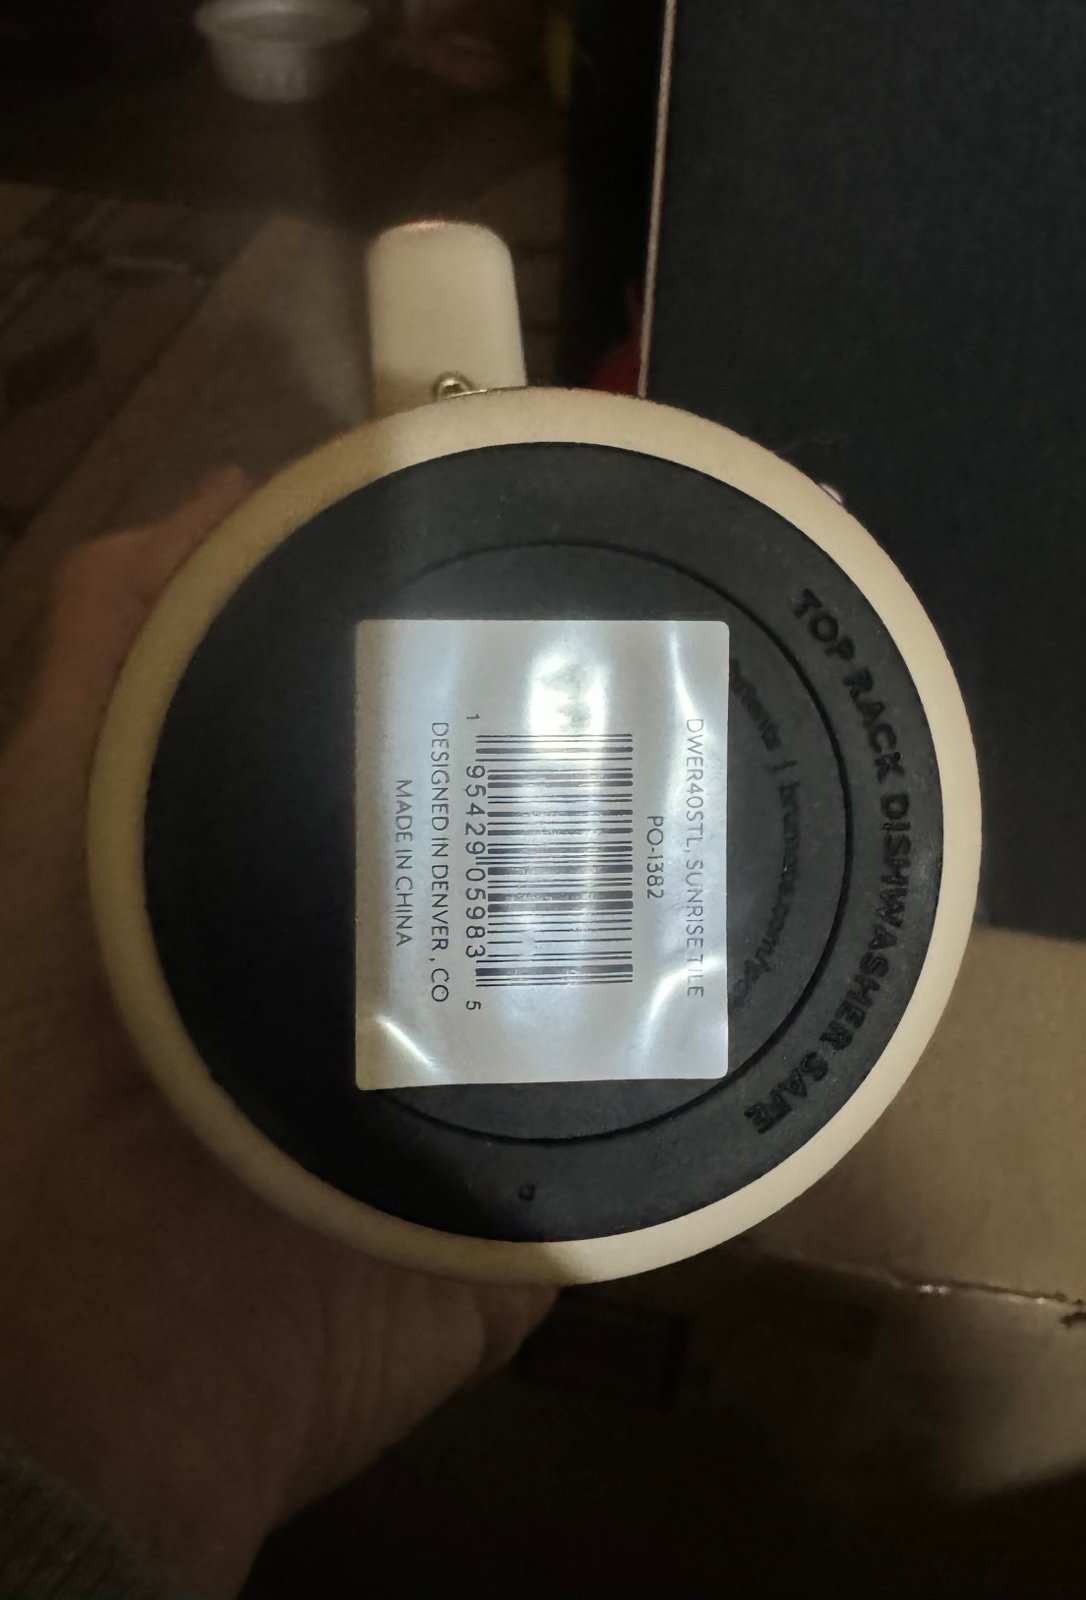 DWER40STL, SUNRISE TILE
PO-1382
1 95429 05983 5
DESIGNED IN DENVER , CO
MADE IN CHINA
TOP RACK DISHWASHER SAFE